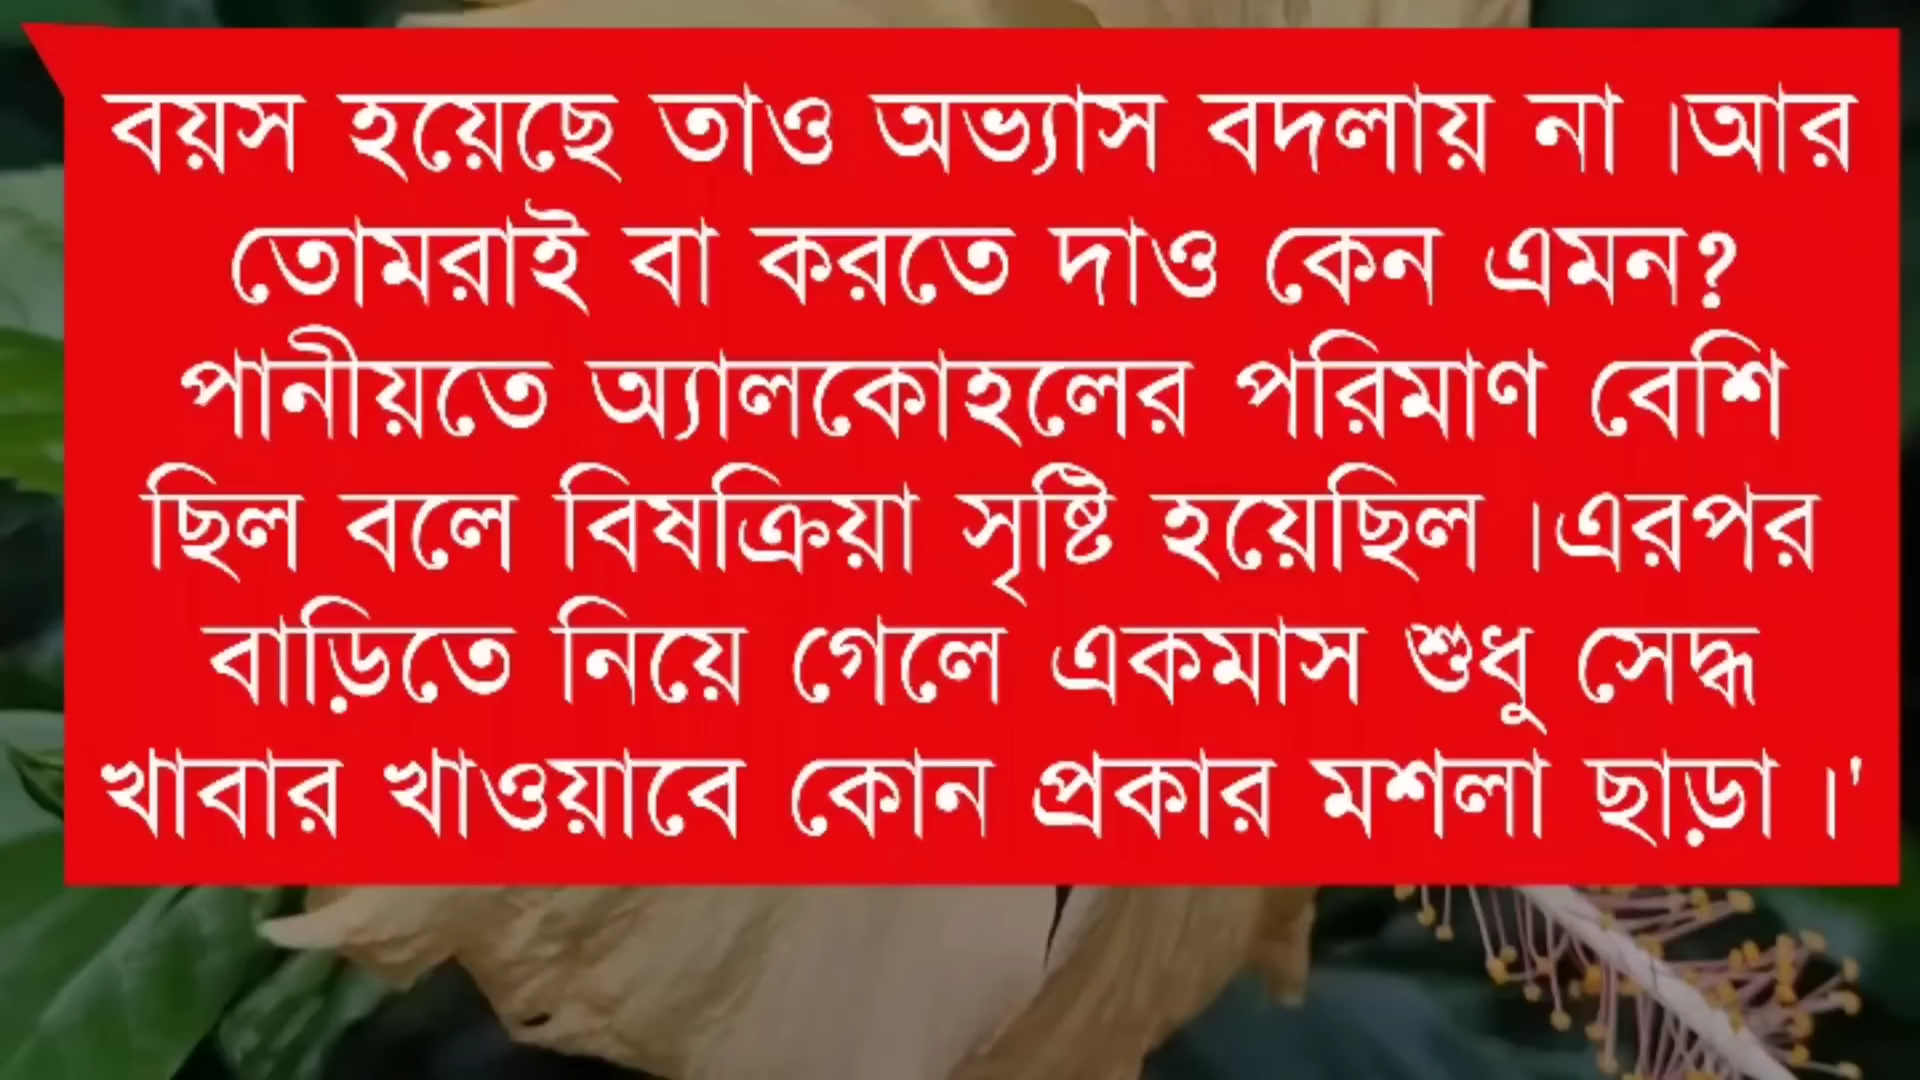 বয়স হয়েছে তাও অভ্যাস বদলায় না ।আর
তোমরাই বা করতে দাও কেন এমন?
পানীয়তে অ্যালকোহলের পরিমাণ বেশি
ছিল বলে বিষক্রিয়া সৃষ্টি হয়েছিল ।এরপর
বাড়িতে নিয়ে গেলে একমাস শুধু সেদ্ধ
খাবার খাওয়াবে কোন প্রকার মশলা ছাড়া ।'